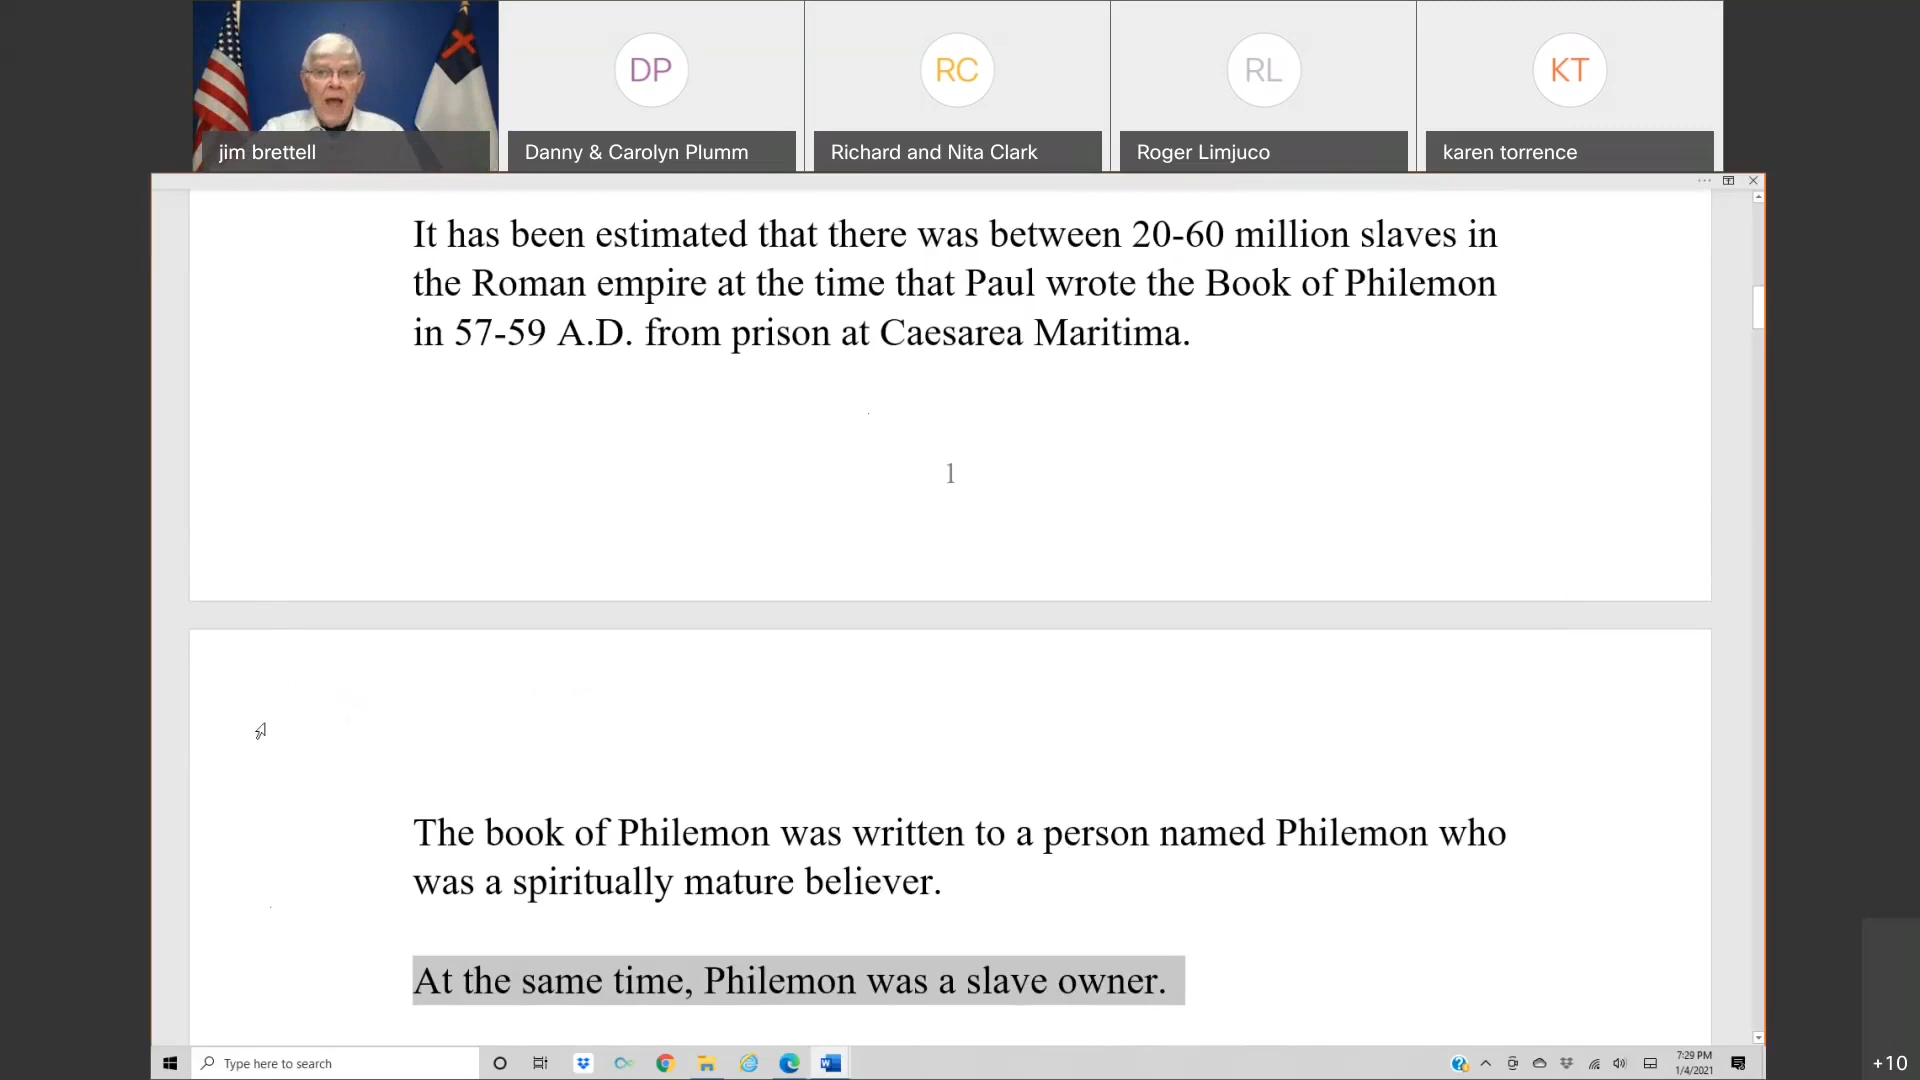 DP
RC
RL
KT
jim brettell
Danny & Carolyn Plumm
Richard and Nita Clark
Roger Limjuco
karen torrence
It has been estimated that there was between 20-60 million slaves in
the Roman empire at the time that Paul wrote the Book of Philemon
in 57-59 A.D. from prison at Caesarea Maritima.
1
The book of Philemon was written to a person named Philemon who
was a spiritually mature believer.
At the same time, Philemon was a slave owner.
Type here to search
7:29 PM
1/4/2021
+10